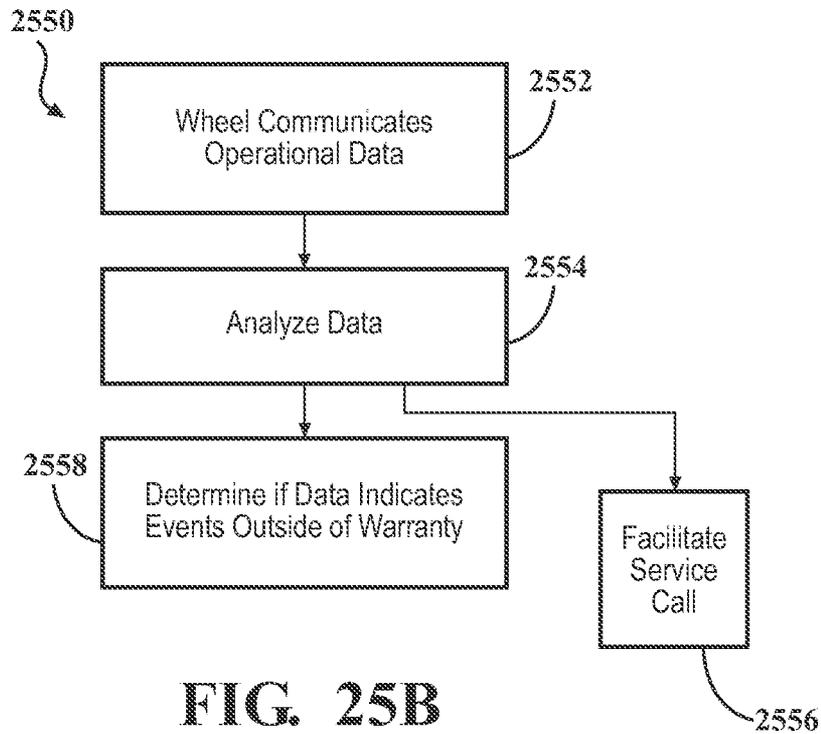 2550
2552
Wheel Communicates
Operational Data
2554
Analyze Data
2558
Determine if Data Indicates
Events Outside of Warranty
Facilitate
Service
Call
2556
FIG. 25B